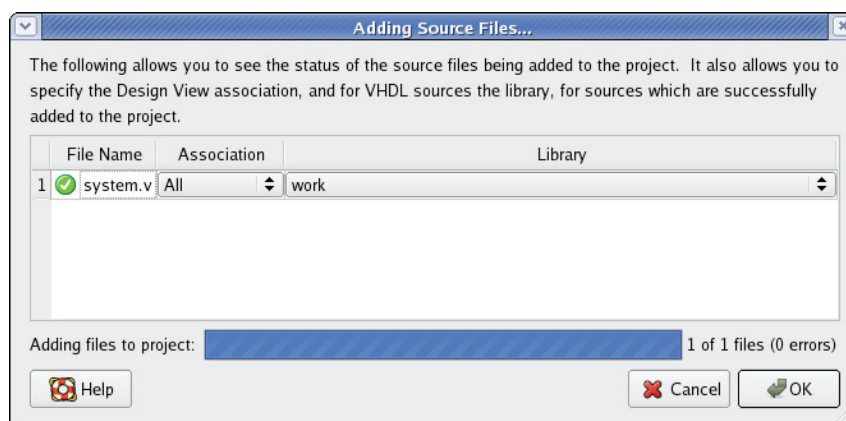 Adding Source Files...
The following allows you to see the status of the source files being added to the project. It also allows you to
specify the Design View association, and for VHDL sources the library, for sources which are successfully
added to the project.
File Name Association Library
1 system.v All work
Adding files to project: 1 of 1 files (0 errors)
Help Cancel OK